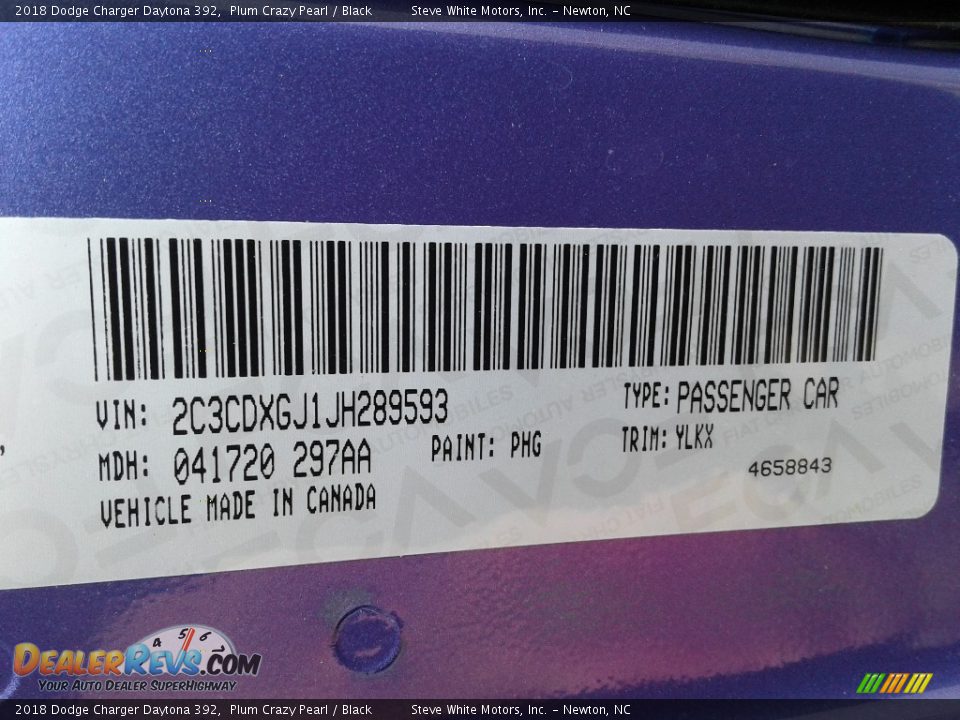 2018 Dodge Charger Daytona 392, Plum Crazy Pearl / Black Steve White Motors, Inc. - Newton, NC
VIN: 2C3CDXGJ1JH289593 TYPE: PASSENGER CAR
MDH: 041720 297AA PAINT: PHG TRIM: YLKX
4658843
VEHICLE MADE IN CANADA
DEALERREVS.COM
YOUR AUTO DEALER SUPERHIGHWAY
2018 Dodge Charger Daytona 392, Plum Crazy Pearl / Black Steve White Motors, Inc. - Newton, NC